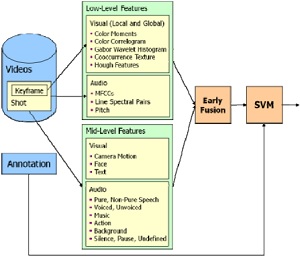 Low-Level Features
Visual (Local and Global)
• Color Moments
• Color Correlogram
• Gabor Wavelet Histogram
• Cooccurrence Texture
• Hough Features
Audio
• MFCCs
• Line Spectral Pairs
• Pitch
Videos
Keyframe
Shot
Annotation
Mid-Level Features
Visual
• Camera Motion
• Face
• Text
Audio
• Pure, Non-Pure Speech
• Voiced, Unvoiced
• Music
• Action
• Background
• Silence, Pause, Undefined
Early
Fusion
SVM